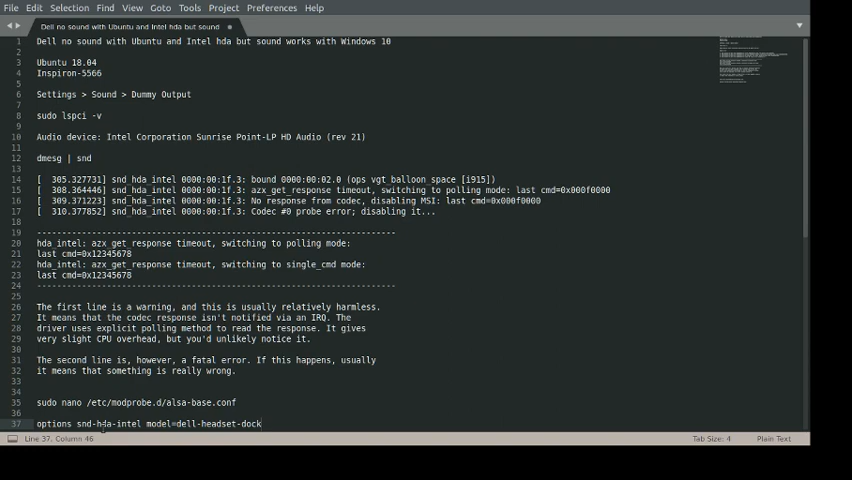 File Edit Selection Find View Goto Tools Project Preferences Help
Dell no sound with Ubuntu and Intel hda but sound
1 Dell no sound with Ubuntu and Intel hda but sound works with Windows 10
2
3 Ubuntu 18.04
4 Inspiron-5566
5
6 Settings > Sound > Dummy Output
7
8 sudo lspci -v
9
10 Audio device: Intel Corporation Sunrise Point-LP HD Audio (rev 21)
11
12 dmesg | snd
13
14 [  305.327731] snd_hda_intel 0000:00:1f.3: bound 0000:00:02.0 (ops vgt_balloon_space [i915])
15 [  308.364446] snd_hda_intel 0000:00:1f.3: azx_get_response timeout, switching to polling mode: last cmd=0x000f0000
16 [  309.371223] snd_hda_intel 0000:00:1f.3: No response from codec, disabling MSI: last cmd=0x000f0000
17 [  310.377852] snd_hda_intel 0000:00:1f.3: Codec #0 probe error; disabling it...
18
19 ------------------------------------------------------------------------
20 hda_intel: azx_get_response timeout, switching to polling mode:
21 last cmd=0x12345678
22 hda_intel: azx_get_response timeout, switching to single_cmd mode:
23 last cmd=0x12345678
24 ------------------------------------------------------------------------
25
26 The first line is a warning, and this is usually relatively harmless.
27 It means that the codec response isn't notified via an IRQ. The
28 driver uses explicit polling method to read the response. It gives
29 very slight CPU overhead, but you'd unlikely notice it.
30
31 The second line is, however, a fatal error. If this happens, usually
32 it means that something is really wrong.
33
34
35 sudo nano /etc/modprobe.d/alsa-base.conf
36
37 options snd-hda-intel model=dell-headset-dock
Line 37, Column 46 Tab Size: 4 Plain Text